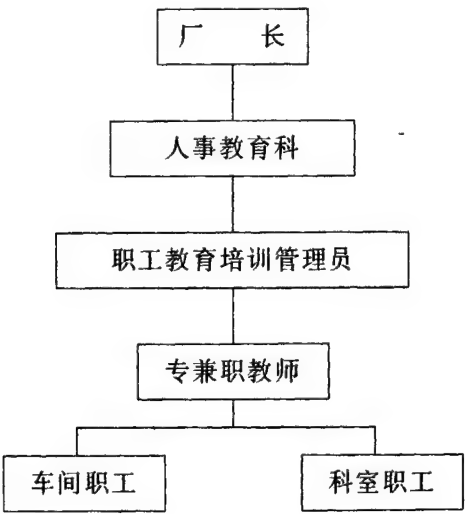 厂 长
人事教育科
职工教育培训管理员
专兼职教师
车间职工 科室职工